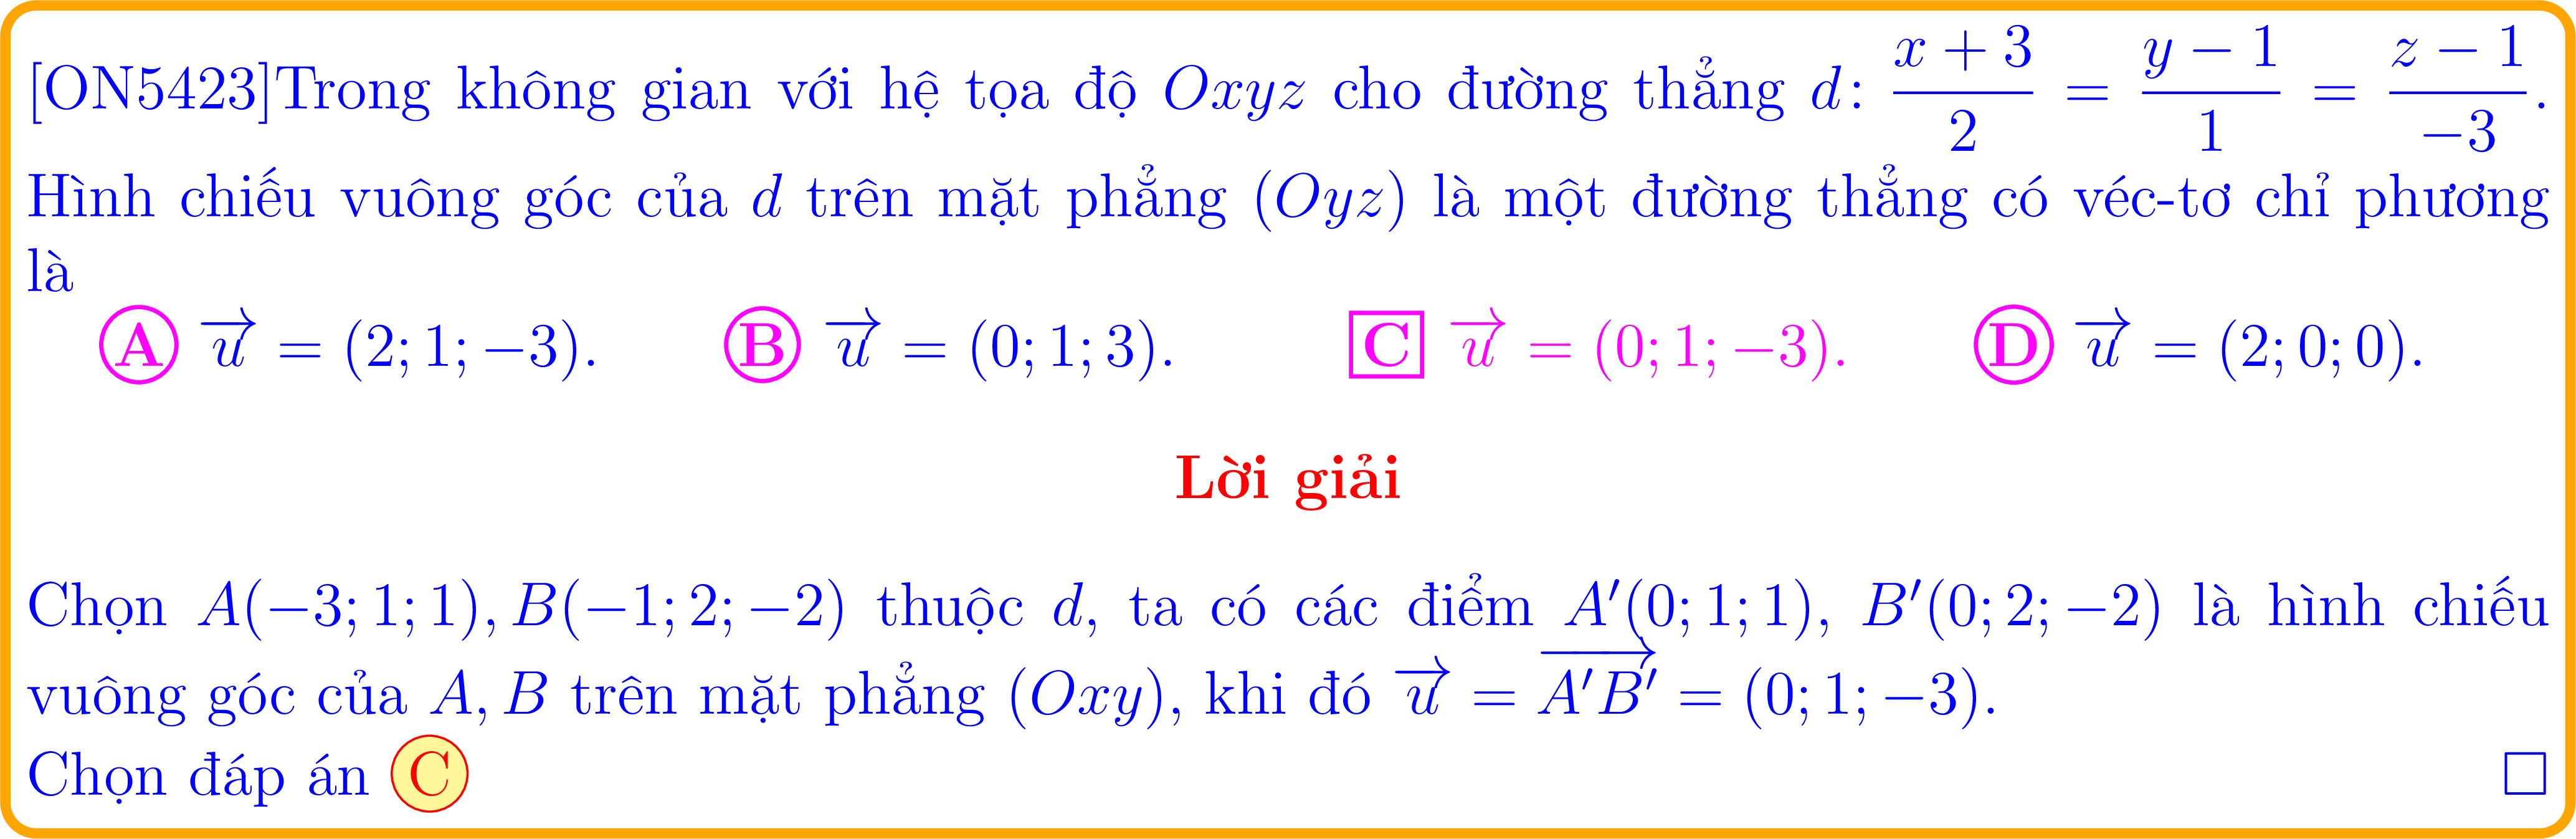 [ON5423]Trong không gian với hệ tọa độ $Oxyz$ cho đường thẳng $d\colon \dfrac{x+3}{2} = \dfrac{y-1}{1} = \dfrac{z-1}{-3}$.
Hình chiếu vuông góc của $d$ trên mặt phẳng $(Oyz)$ là một đường thẳng có véc-tơ chỉ phương
là
A $\overrightarrow{u} = (2; 1; -3)$. B $\overrightarrow{u} = (0; 1; 3)$. C $\overrightarrow{u} = (0; 1; -3)$. D $\overrightarrow{u} = (2; 0; 0)$.
Lời giải
Chọn $A(-3; 1; 1), B(-1; 2; -2)$ thuộc $d$, ta có các điểm $A'(0; 1; 1)$, $B'(0; 2; -2)$ là hình chiếu
vuông góc của $A, B$ trên mặt phẳng $(Oxy)$, khi đó $\overrightarrow{u} = \overrightarrow{A'B'} = (0; 1; -3)$.
Chọn đáp án C □